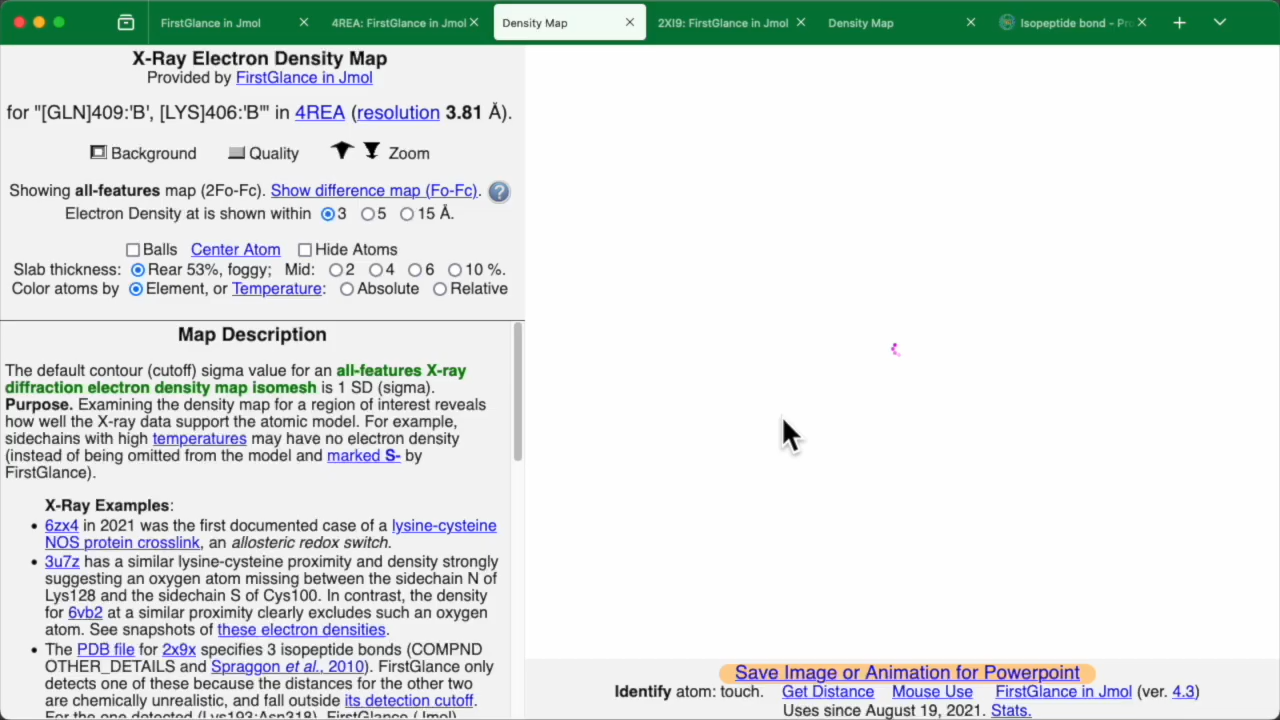 FirstGlance in Jmol
4REA: FirstGlance in Jmol
Density Map
2XI9: FirstGlance in Jmol
Density Map
Isopeptide bond - Pro
X-Ray Electron Density Map
Provided by FirstGlance in Jmol
for "[GLN]409:'B', [LYS]406:'B'" in 4REA (resolution 3.81 Å).
Background Quality Zoom
Showing all-features map (2Fo-Fc). Show difference map (Fo-Fc). ?
Electron Density at is shown within 3 5 15 Å.
Balls Center Atom Hide Atoms
Slab thickness: Rear 53%, foggy; Mid: 2 4 6 10 %.
Color atoms by Element, or Temperature: Absolute Relative
Map Description
The default contour (cutoff) sigma value for an all-features X-ray
diffraction electron density map isomesh is 1 SD (sigma).
Purpose. Examining the density map for a region of interest reveals
how well the X-ray data support the atomic model. For example,
sidechains with high temperatures may have no electron density
(instead of being omitted from the model and marked S- by
FirstGlance).
X-Ray Examples:
• 6zx4 in 2021 was the first documented case of a lysine-cysteine
NOS protein crosslink, an allosteric redox switch.
• 3u7z has a similar lysine-cysteine proximity and density strongly
suggesting an oxygen atom missing between the sidechain N of
Lys128 and the sidechain S of Cys100. In contrast, the density
for 6vb2 at a similar proximity clearly excludes such an oxygen
atom. See snapshots of these electron densities.
• The PDB file for 2x9x specifies 3 isopeptide bonds (COMPND
OTHER_DETAILS and Spraggon et al., 2010). FirstGlance only
detects one of these because the distances for the other two
are chemically unrealistic, and fall outside its detection cutoff.
For the one detected (Lys193:Asn318), FirstGlance (Jmol)
Save Image or Animation for Powerpoint
Identify atom: touch. Get Distance Mouse Use FirstGlance in Jmol (ver. 4.3)
Uses since August 19, 2021. Stats.